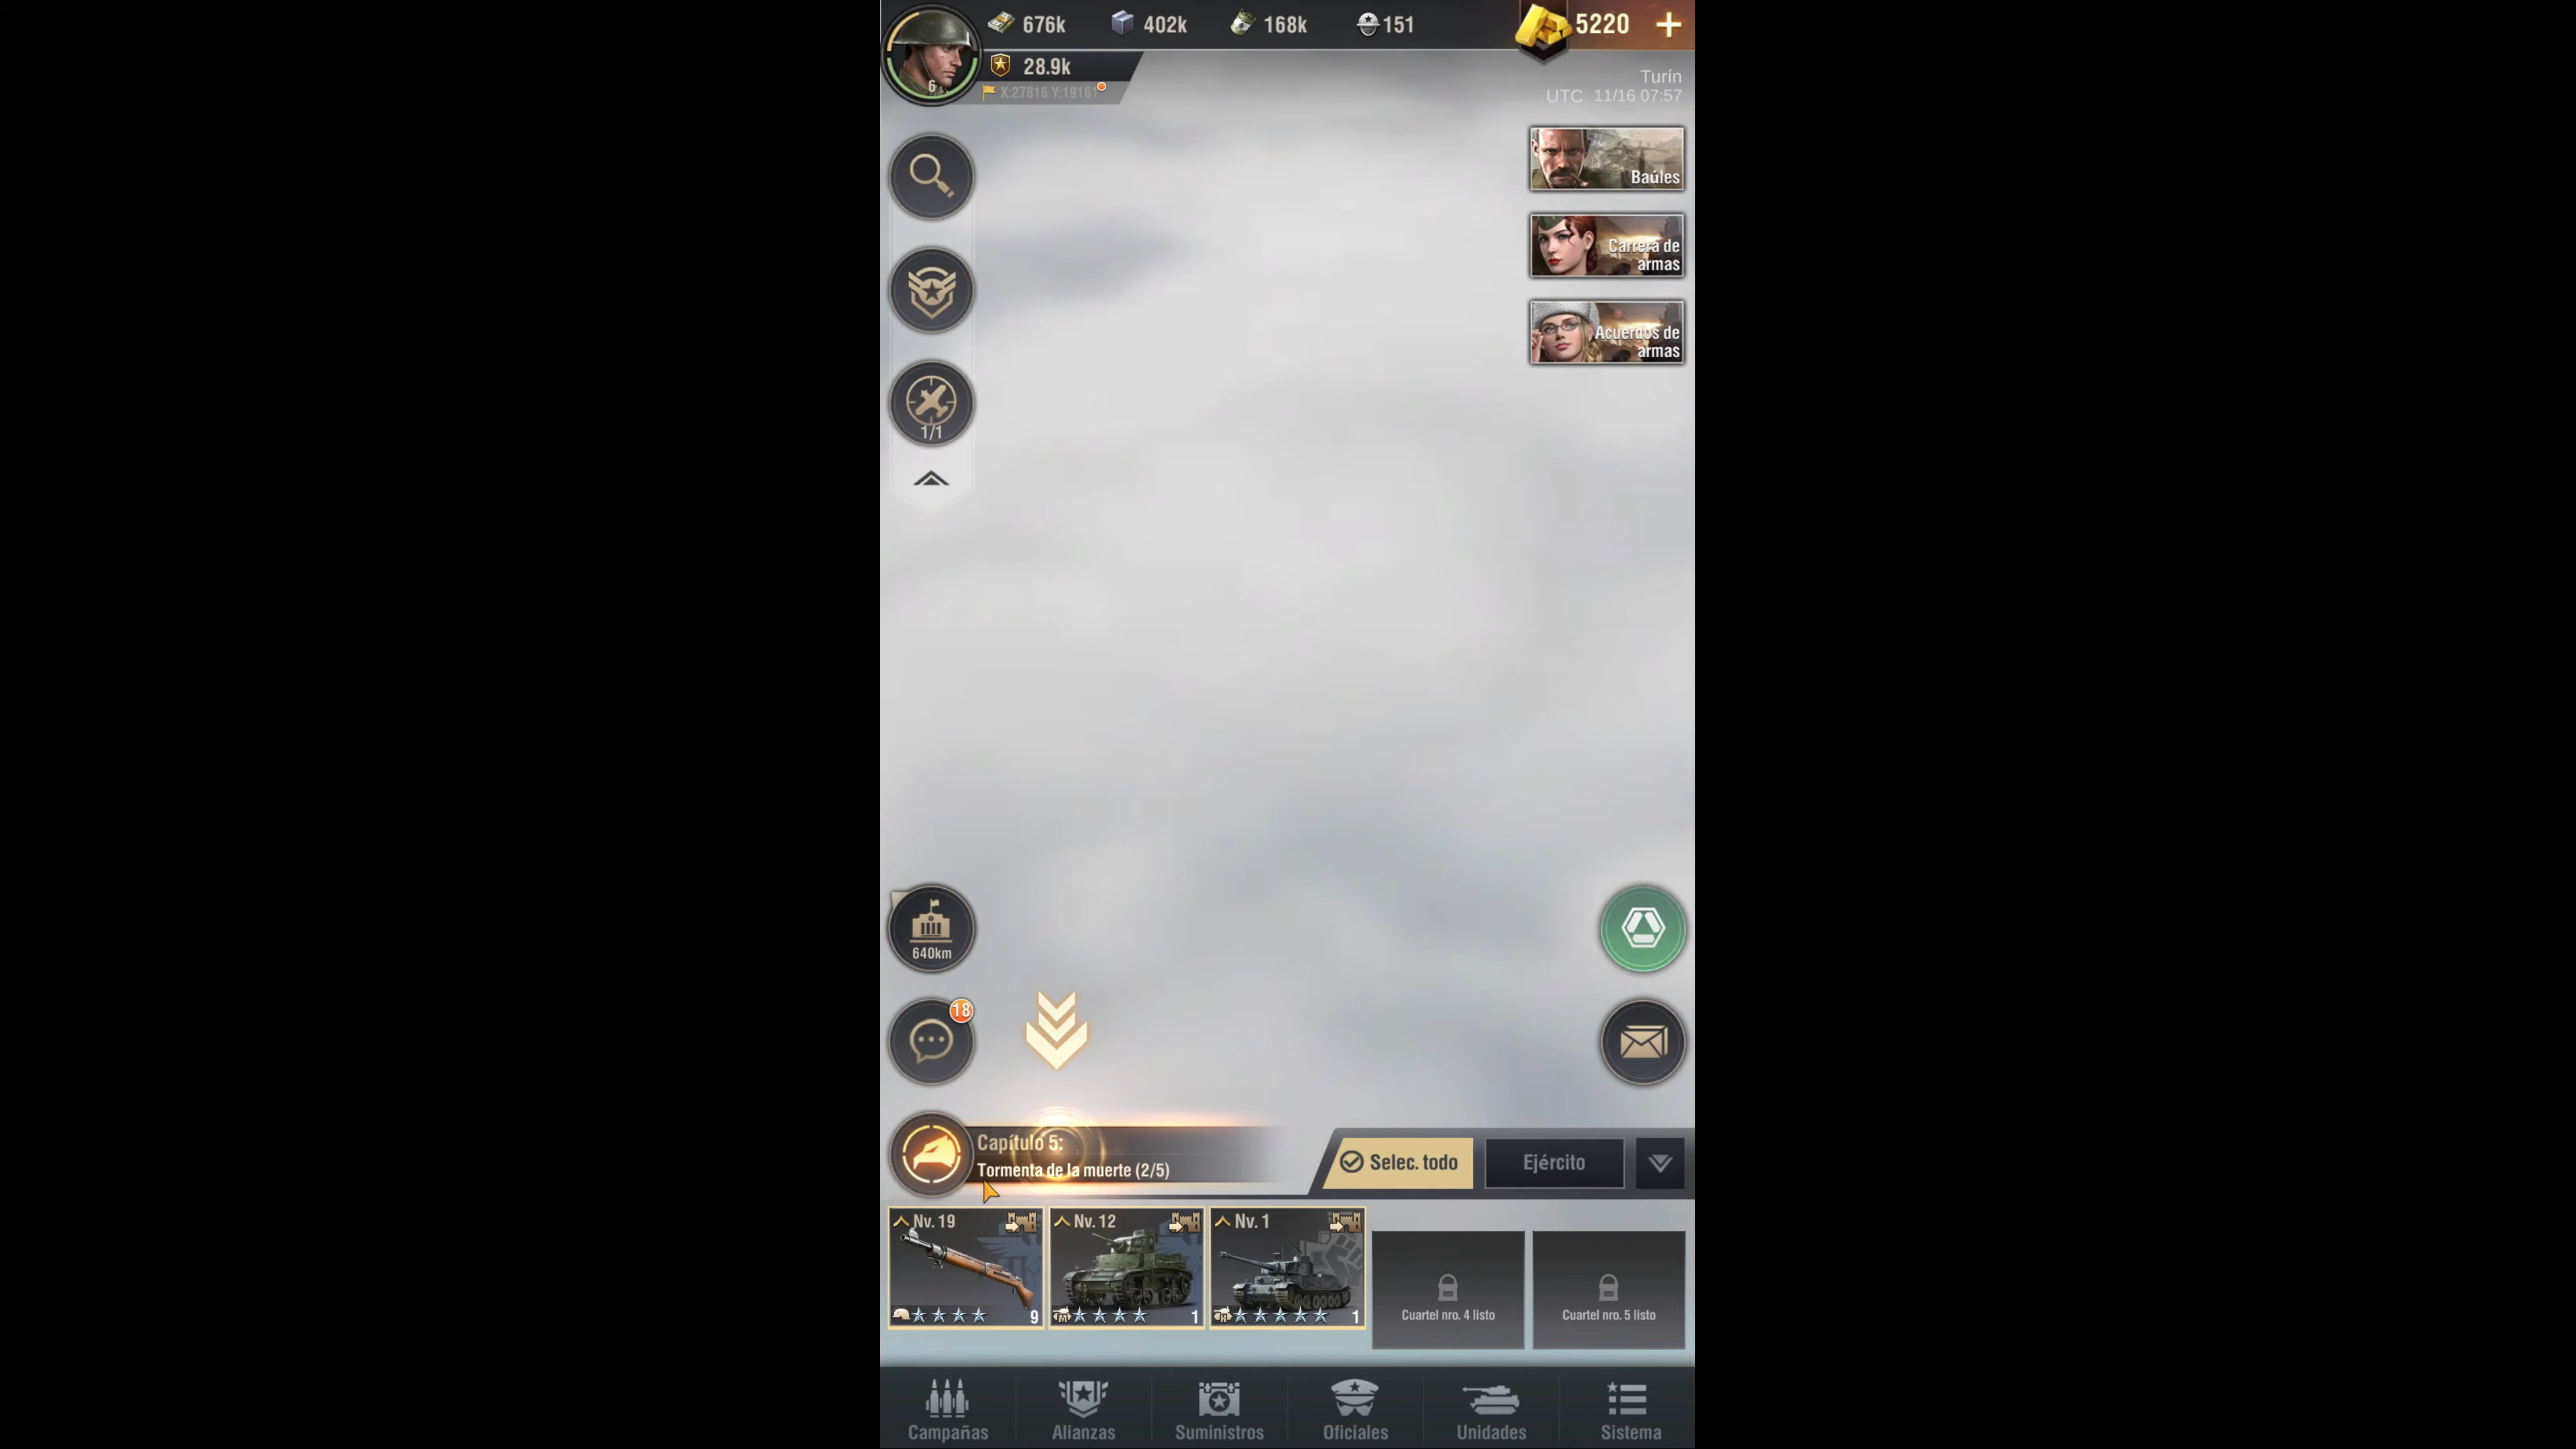 676k
402k
168k
151
5220
28.9k
6
X:27816 Y:19161
Turín
UTC 11/16 07:57
Baúles
Carrera de
armas
Acuerdos de
armas
1/1
640km
18
Capítulo 5:
Tormenta de la muerte (2/5)
Selec. todo
Ejército
Nv. 19
9
Nv. 12
M
1
Nv. 1
H
1
Cuartel nro. 4 listo
Cuartel nro. 5 listo
Campañas
Alianzas
Suministros
Oficiales
Unidades
Sistema